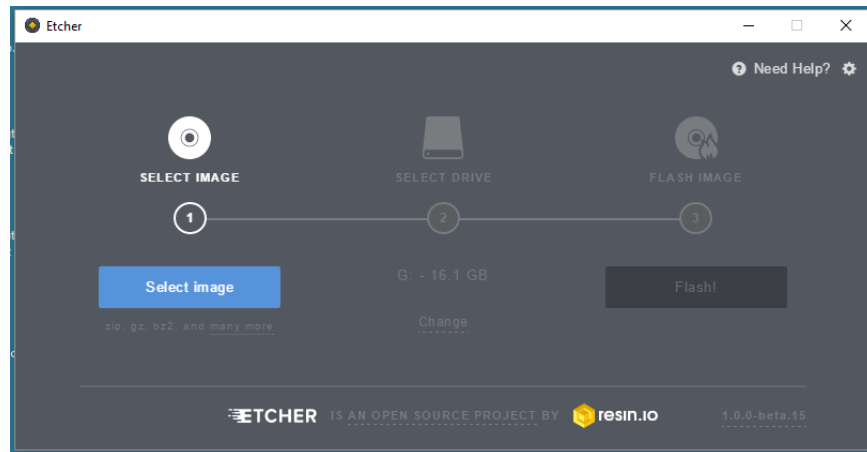 Etcher
Need Help?
SELECT IMAGE
SELECT DRIVE
FLASH IMAGE
1
2
3
Select image
G: - 16.1 GB
Flash!
zip, gz, bz2, and many more
Change
ETCHER IS AN OPEN SOURCE PROJECT BY resin.io
1.0.0-beta.15